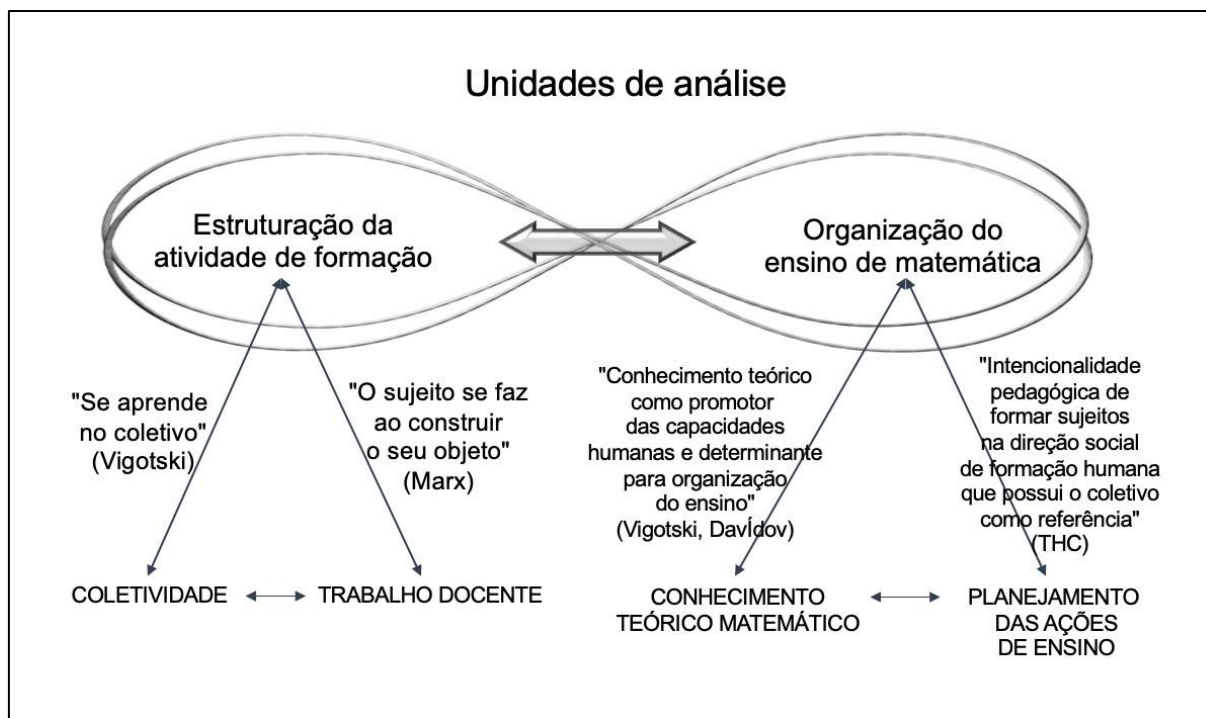 Unidades de análise
Estruturação da
atividade de formação
Organização do
ensino de matemática
"Se aprende
no coletivo"
(Vigotski)
"O sujeito se faz
ao construir
o seu objeto"
(Marx)
"Conhecimento teórico
como promotor
das capacidades
humanas e determinante
para organização
do ensino"
(Vigotski, DavÍdov)
"Intencionalidade
pedagógica de
formar sujeitos
na direção social
de formação humana
que possui o coletivo
como referência"
(THC)
COLETIVIDADE
TRABALHO DOCENTE
CONHECIMENTO
TEÓRICO MATEMÁTICO
PLANEJAMENTO
DAS AÇÕES
DE ENSINO